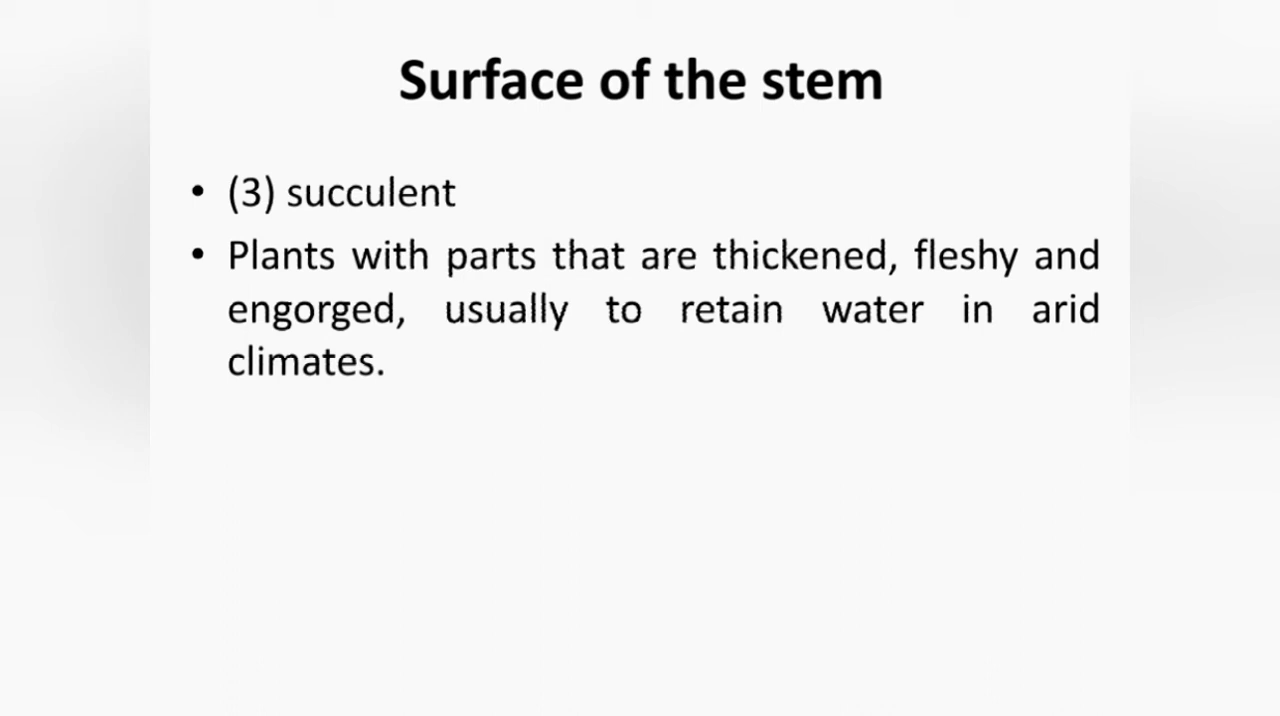 Surface of the stem
• (3) succulent
• Plants with parts that are thickened, fleshy and
engorged, usually to retain water in arid
climates.